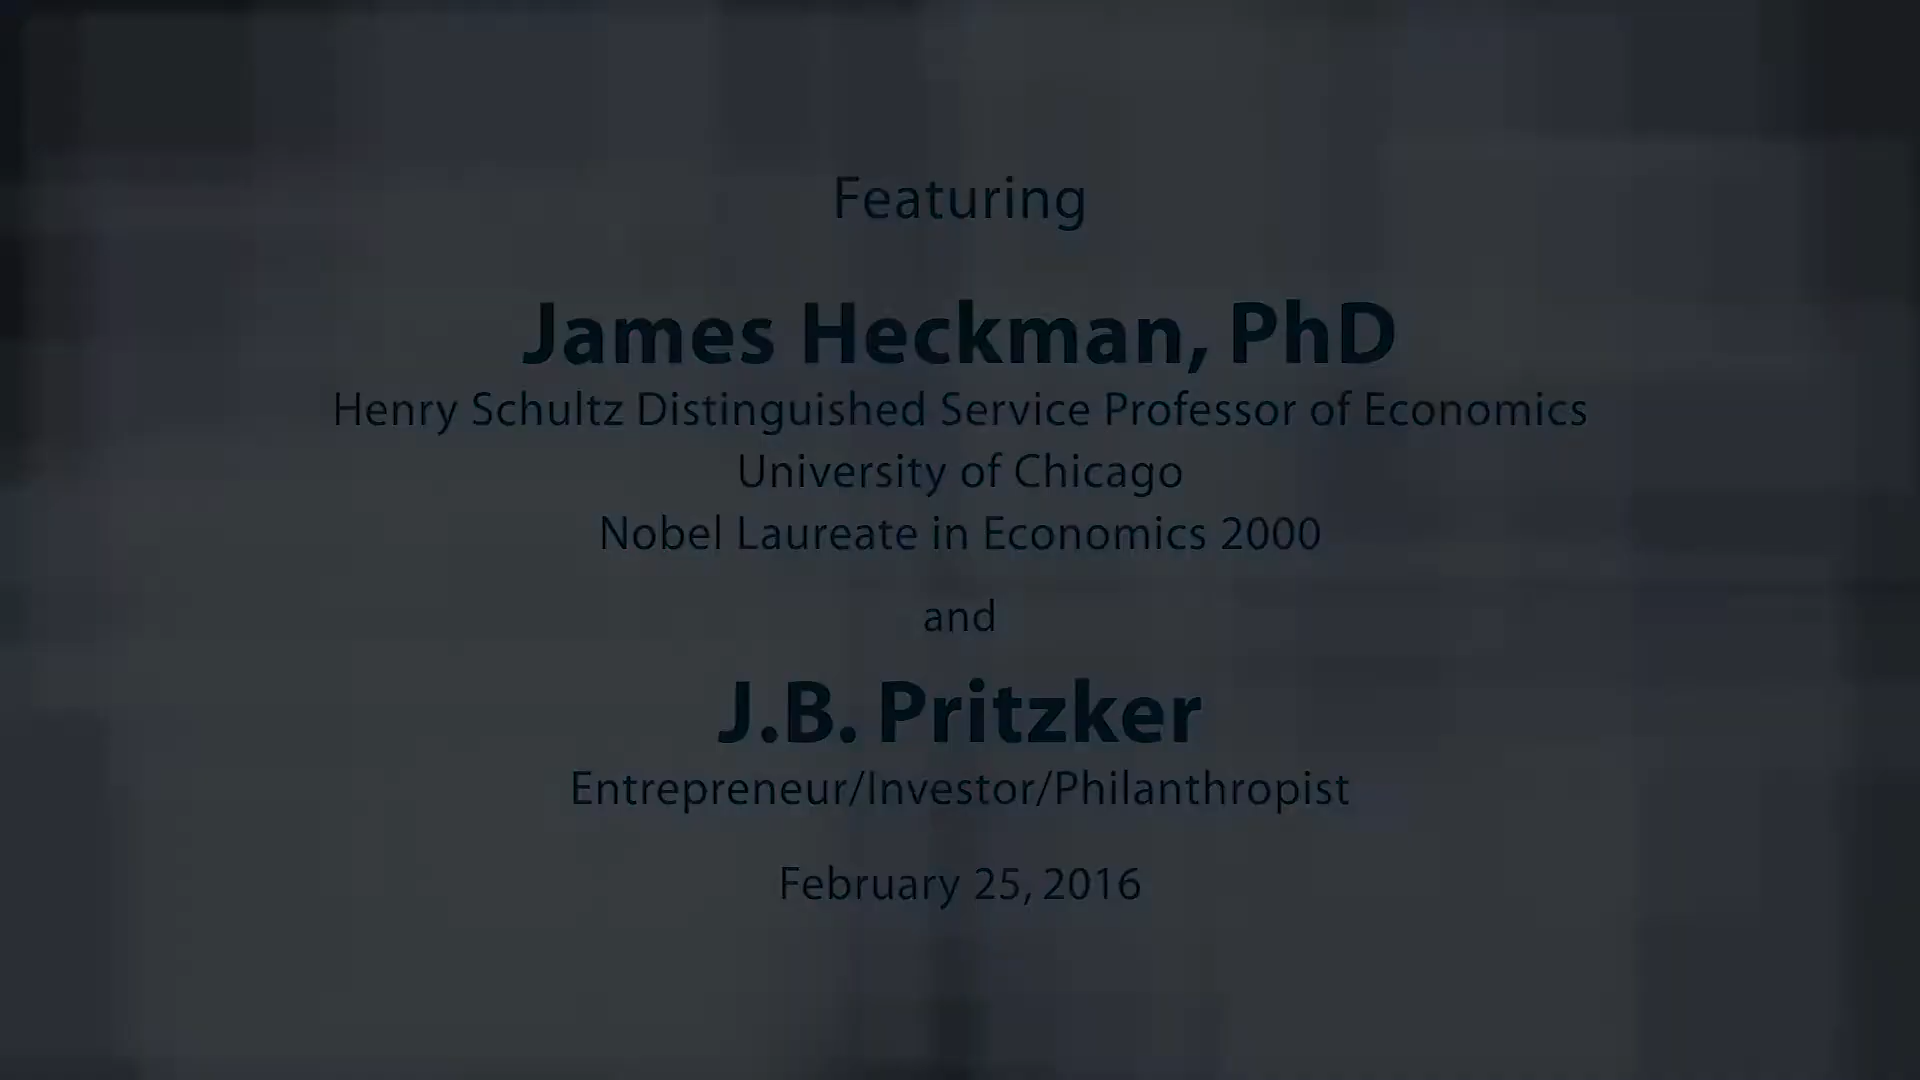 Featuring
James Heckman, PhD
Henry Schultz Distinguished Service Professor of Economics
University of Chicago
Nobel Laureate in Economics 2000
and
J.B. Pritzker
Entrepreneur/Investor/Philanthropist
February 25, 2016